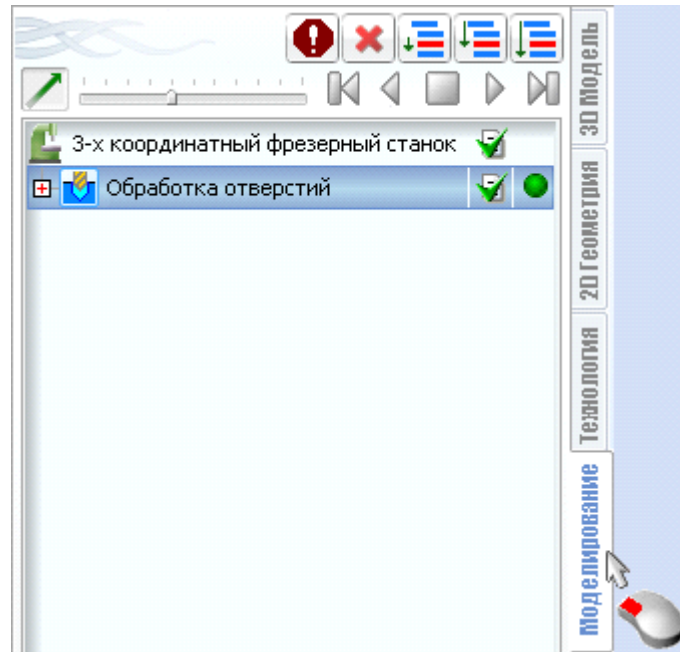 3-х координатный фрезерный станок
Обработка отверстий
3D Модель
2D Геометрия
Технология
Моделирование